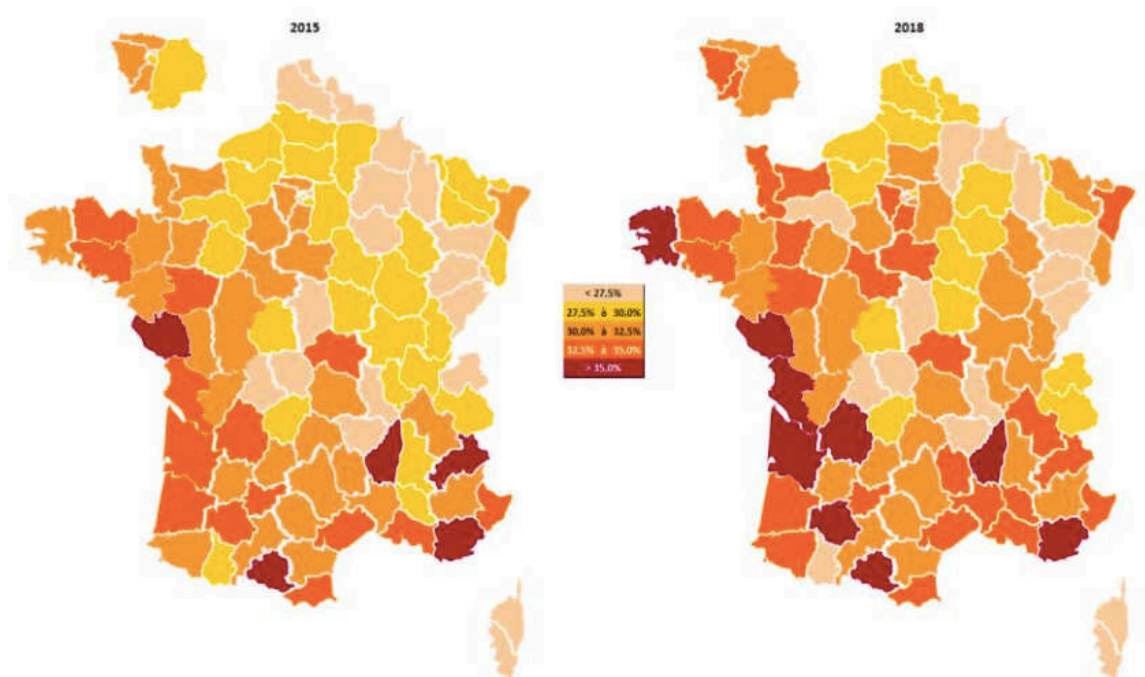 2015
2018
< 27,5%
27,5% à 30,0%
30,0% à 32,5%
32,5% à 35,0%
> 35,0%